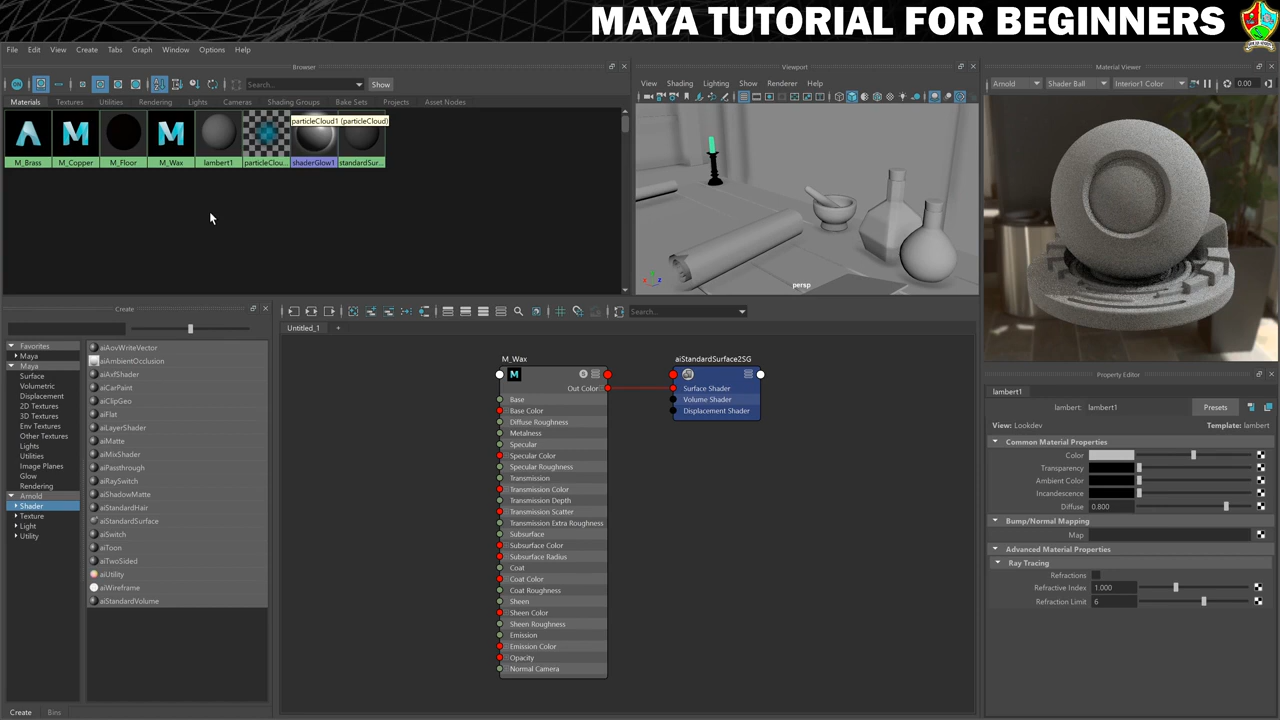 MAYA TUTORIAL FOR BEGINNERS
File Edit View Create Tabs Graph Window Options Help
Browser
Search... Show
Materials Textures Utilities Rendering Lights Cameras Shading Groups Bake Sets Projects Asset Nodes
particleCloud1 (particleCloud)
M_Brass M_Copper M_Floor M_Wax lambert1 particleClou... shaderGlow1 standardSur...
Viewport
View Shading Lighting Show Renderer Help
persp
Material Viewer
Arnold Shader Ball Interior1 Color 0.00
Create
Favorites
Maya
Maya
Surface
Volumetric
Displacement
2D Textures
3D Textures
Env Textures
Other Textures
Lights
Utilities
Image Planes
Glow
Rendering
Arnold
Shader
Texture
Light
Utility
aiAovWriteVector
aiAmbientOcclusion
aiAxfShader
aiCarPaint
aiClipGeo
aiFlat
aiLayerShader
aiMatte
aiMixShader
aiPassthrough
aiRaySwitch
aiShadowMatte
aiStandardHair
aiStandardSurface
aiSwitch
aiToon
aiTwoSided
aiUtility
aiWireframe
aiStandardVolume
Create Bins
Search...
Untitled_1 +
M_Wax
Out Color
Base
Base Color
Diffuse Roughness
Metalness
Specular
Specular Color
Specular Roughness
Transmission
Transmission Color
Transmission Depth
Transmission Scatter
Transmission Extra Roughness
Subsurface
Subsurface Color
Subsurface Radius
Coat
Coat Color
Coat Roughness
Sheen
Sheen Color
Sheen Roughness
Emission
Emission Color
Opacity
Normal Camera
aiStandardSurface2SG
Surface Shader
Volume Shader
Displacement Shader
Property Editor
lambert1
lambert: lambert1 Presets
View: Lookdev Template: lambert
Common Material Properties
Color
Transparency
Ambient Color
Incandescence
Diffuse 0.800
Bump/Normal Mapping
Map
Advanced Material Properties
Ray Tracing
Refractions
Refractive Index 1.000
Refraction Limit 6